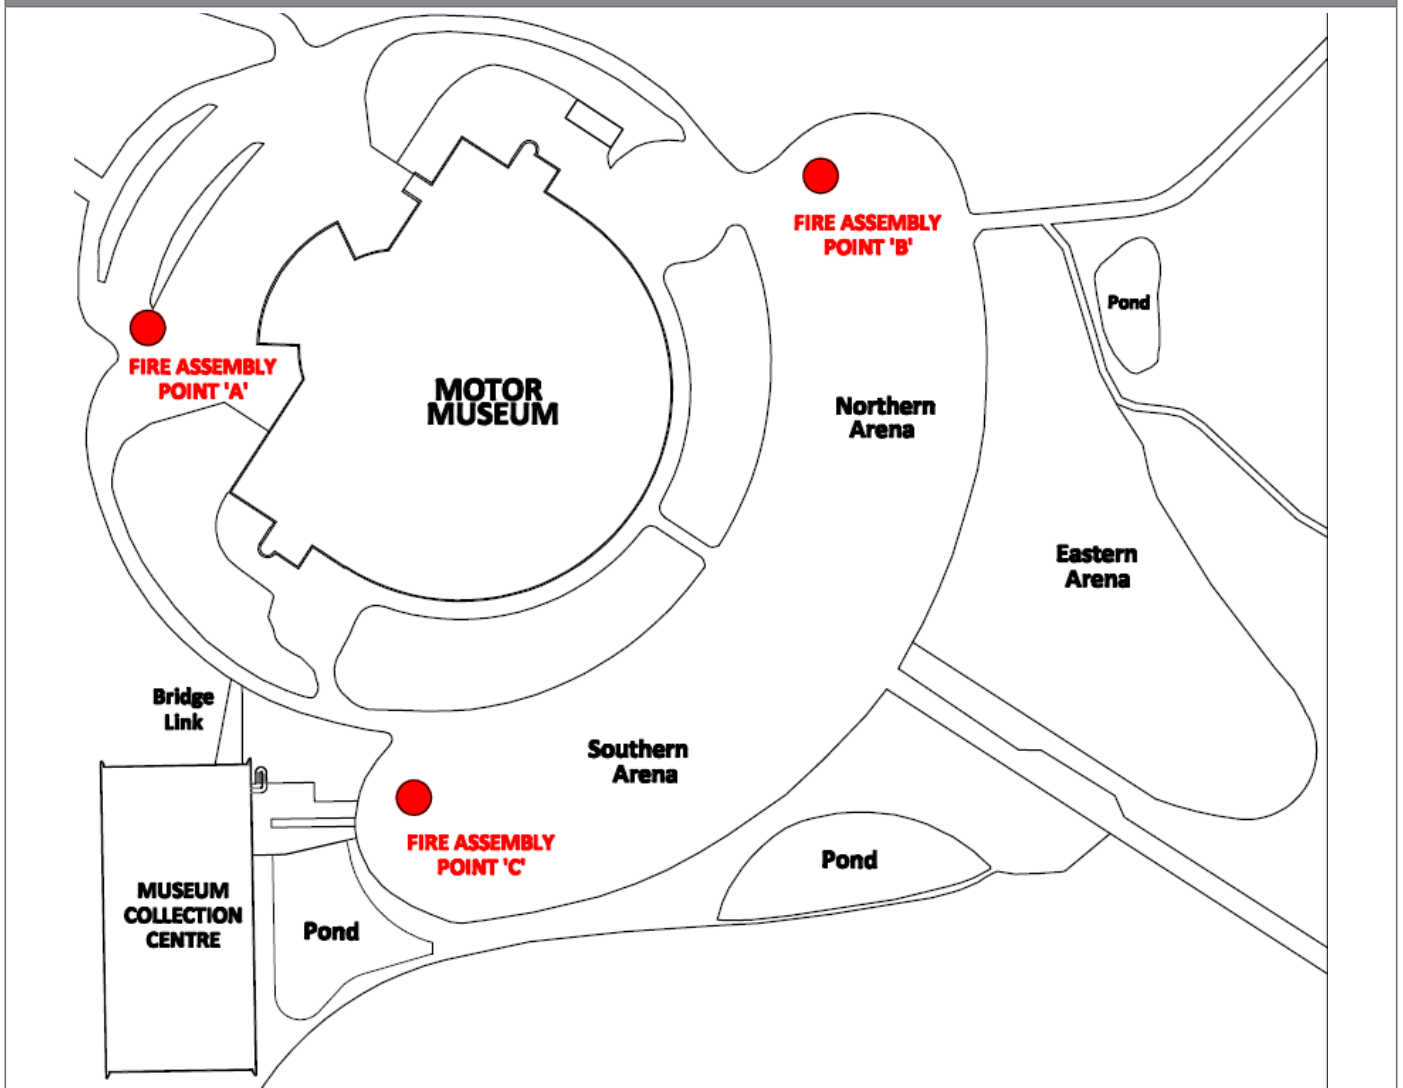 FIRE ASSEMBLY
POINT 'B'
Pond
FIRE ASSEMBLY
POINT 'A'
MOTOR
MUSEUM
Northern
Arena
Eastern
Arena
Bridge
Link
Southern
Arena
FIRE ASSEMBLY
POINT 'C'
Pond
MUSEUM
COLLECTION
CENTRE
Pond